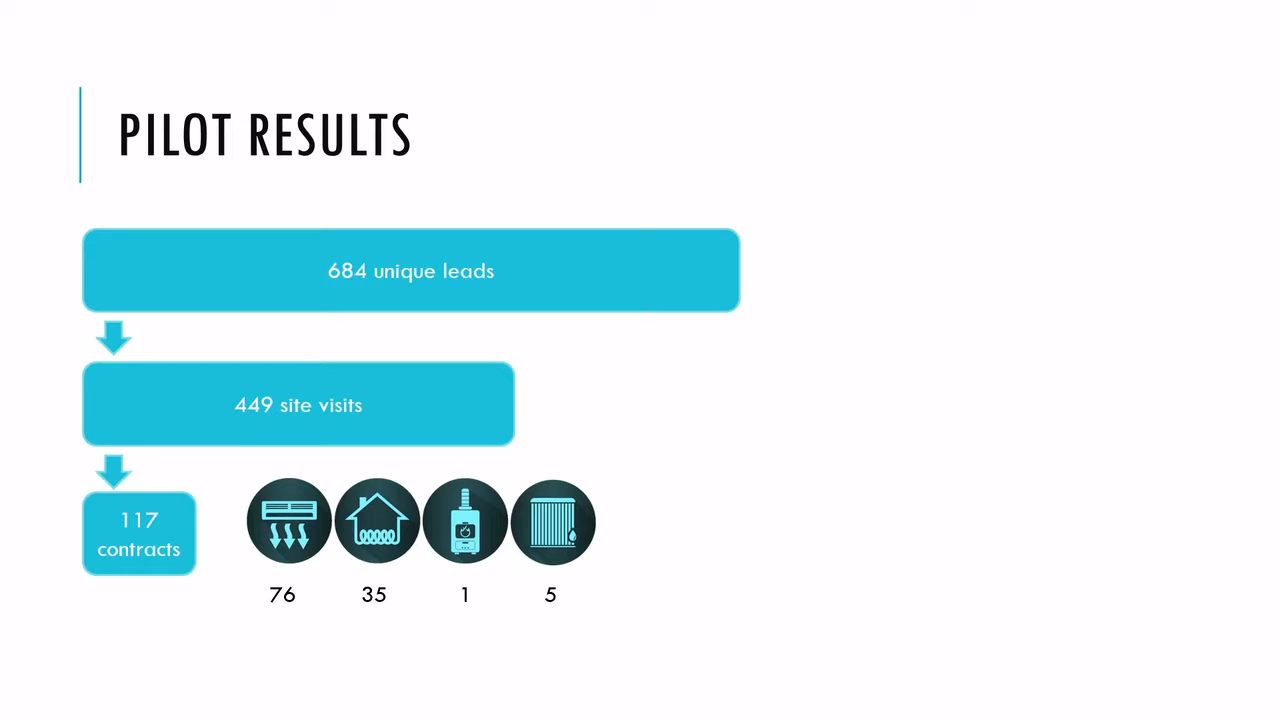 PILOT RESULTS
684 unique leads
449 site visits
117
contracts
76 35 1 5